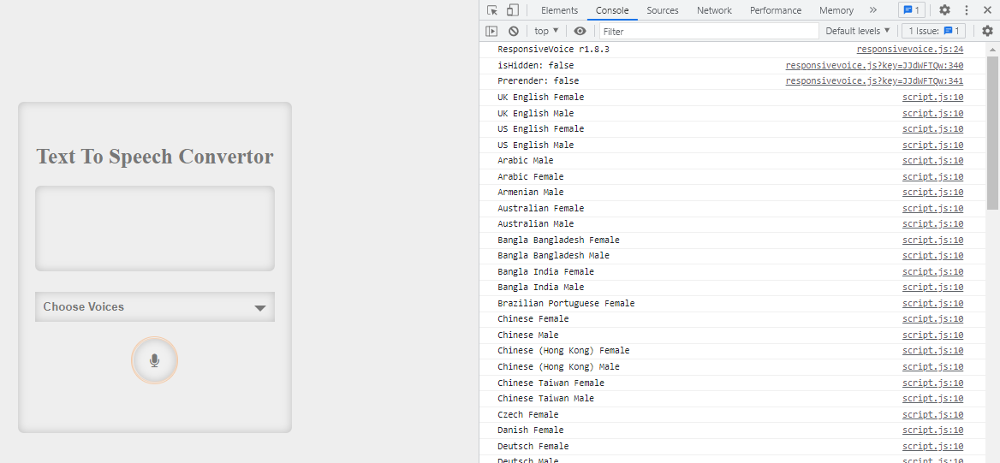 Text To Speech Convertor
Choose Voices
Elements Console Sources Network Performance Memory » 1
top Filter Default levels 1 Issue: 1
ResponsiveVoice r1.8.3 responsivevoice.js:24
isHidden: false responsivevoice.js?key=JJdWFTQw:340
Prerender: false responsivevoice.js?key=JJdWFTQw:341
UK English Female script.js:10
UK English Male script.js:10
US English Female script.js:10
US English Male script.js:10
Arabic Male script.js:10
Arabic Female script.js:10
Armenian Male script.js:10
Australian Female script.js:10
Australian Male script.js:10
Bangla Bangladesh Female script.js:10
Bangla Bangladesh Male script.js:10
Bangla India Female script.js:10
Bangla India Male script.js:10
Brazilian Portuguese Female script.js:10
Chinese Female script.js:10
Chinese Male script.js:10
Chinese (Hong Kong) Female script.js:10
Chinese (Hong Kong) Male script.js:10
Chinese Taiwan Female script.js:10
Chinese Taiwan Male script.js:10
Czech Female script.js:10
Danish Female script.js:10
Deutsch Female script.js:10
Deutsch Male script.js:10